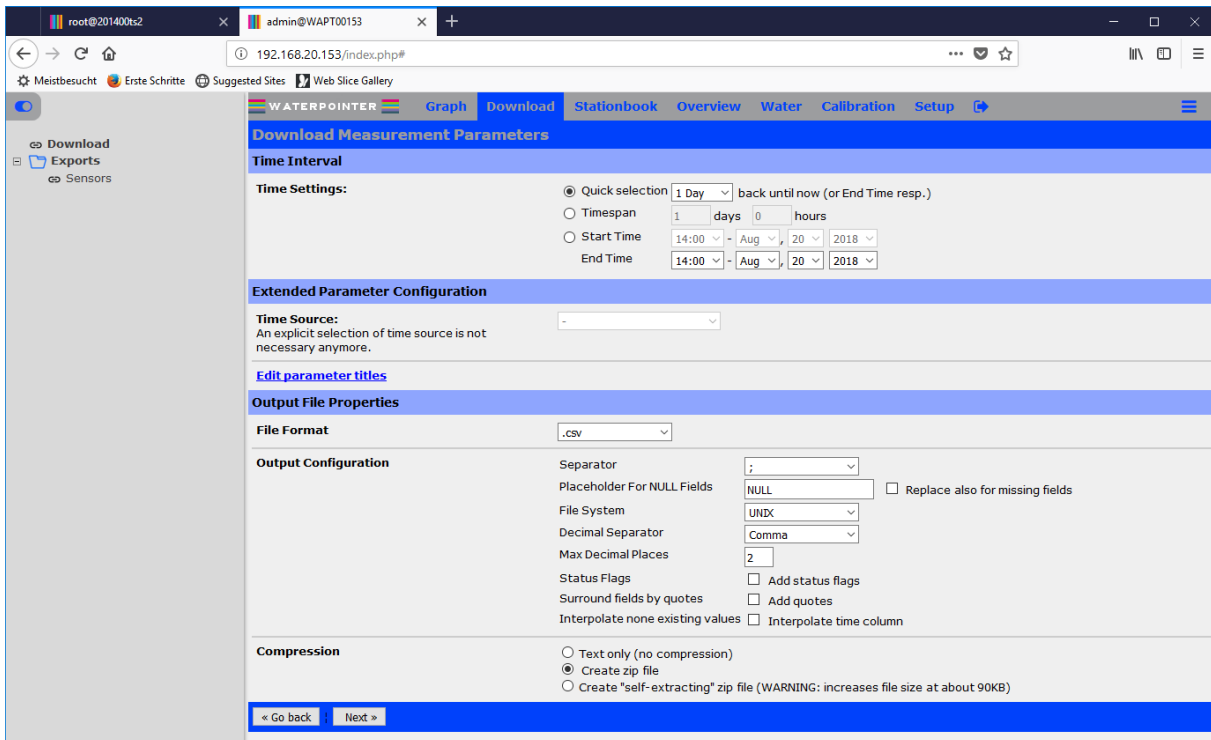 root@201400ts2
admin@WAPT00153
192.168.20.153/index.php#
Meistbesucht Erste Schritte Suggested Sites Web Slice Gallery
WATERPOINTER Graph Download Stationbook Overview Water Calibration Setup
Download
Exports
Sensors
Download Measurement Parameters
Time Interval
Time Settings: Quick selection 1 Day back until now (or End Time resp.)
Timespan 1 days 0 hours
Start Time 14:00 - Aug , 20 2018
End Time 14:00 - Aug , 20 2018
Extended Parameter Configuration
Time Source: -
An explicit selection of time source is not
necessary anymore.
Edit parameter titles
Output File Properties
File Format .csv
Output Configuration Separator ;
Placeholder For NULL Fields NULL Replace also for missing fields
File System UNIX
Decimal Separator Comma
Max Decimal Places 2
Status Flags Add status flags
Surround fields by quotes Add quotes
Interpolate none existing values Interpolate time column
Compression Text only (no compression)
Create zip file
Create "self-extracting" zip file (WARNING: increases file size at about 90KB)
« Go back ¦ Next »